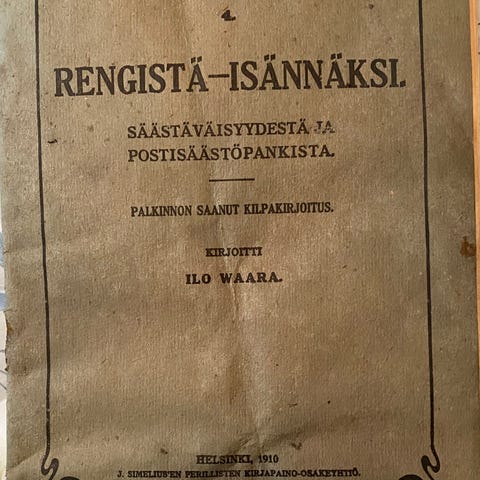 4.
RENGISTÄ—ISÄNNÄKSI.
SÄÄSTÄVÄISYYDESTÄ JA
POSTISÄÄSTÖPANKISTA.
PALKINNON SAANUT KILPAKIRJOITUS.
KIRJOITTI
ILO WAARA.
HELSINKI, 1910
J. SIMELIUS'EN PERILLISTEN KIRJAPAINO-OSAKEYHTIÖ.